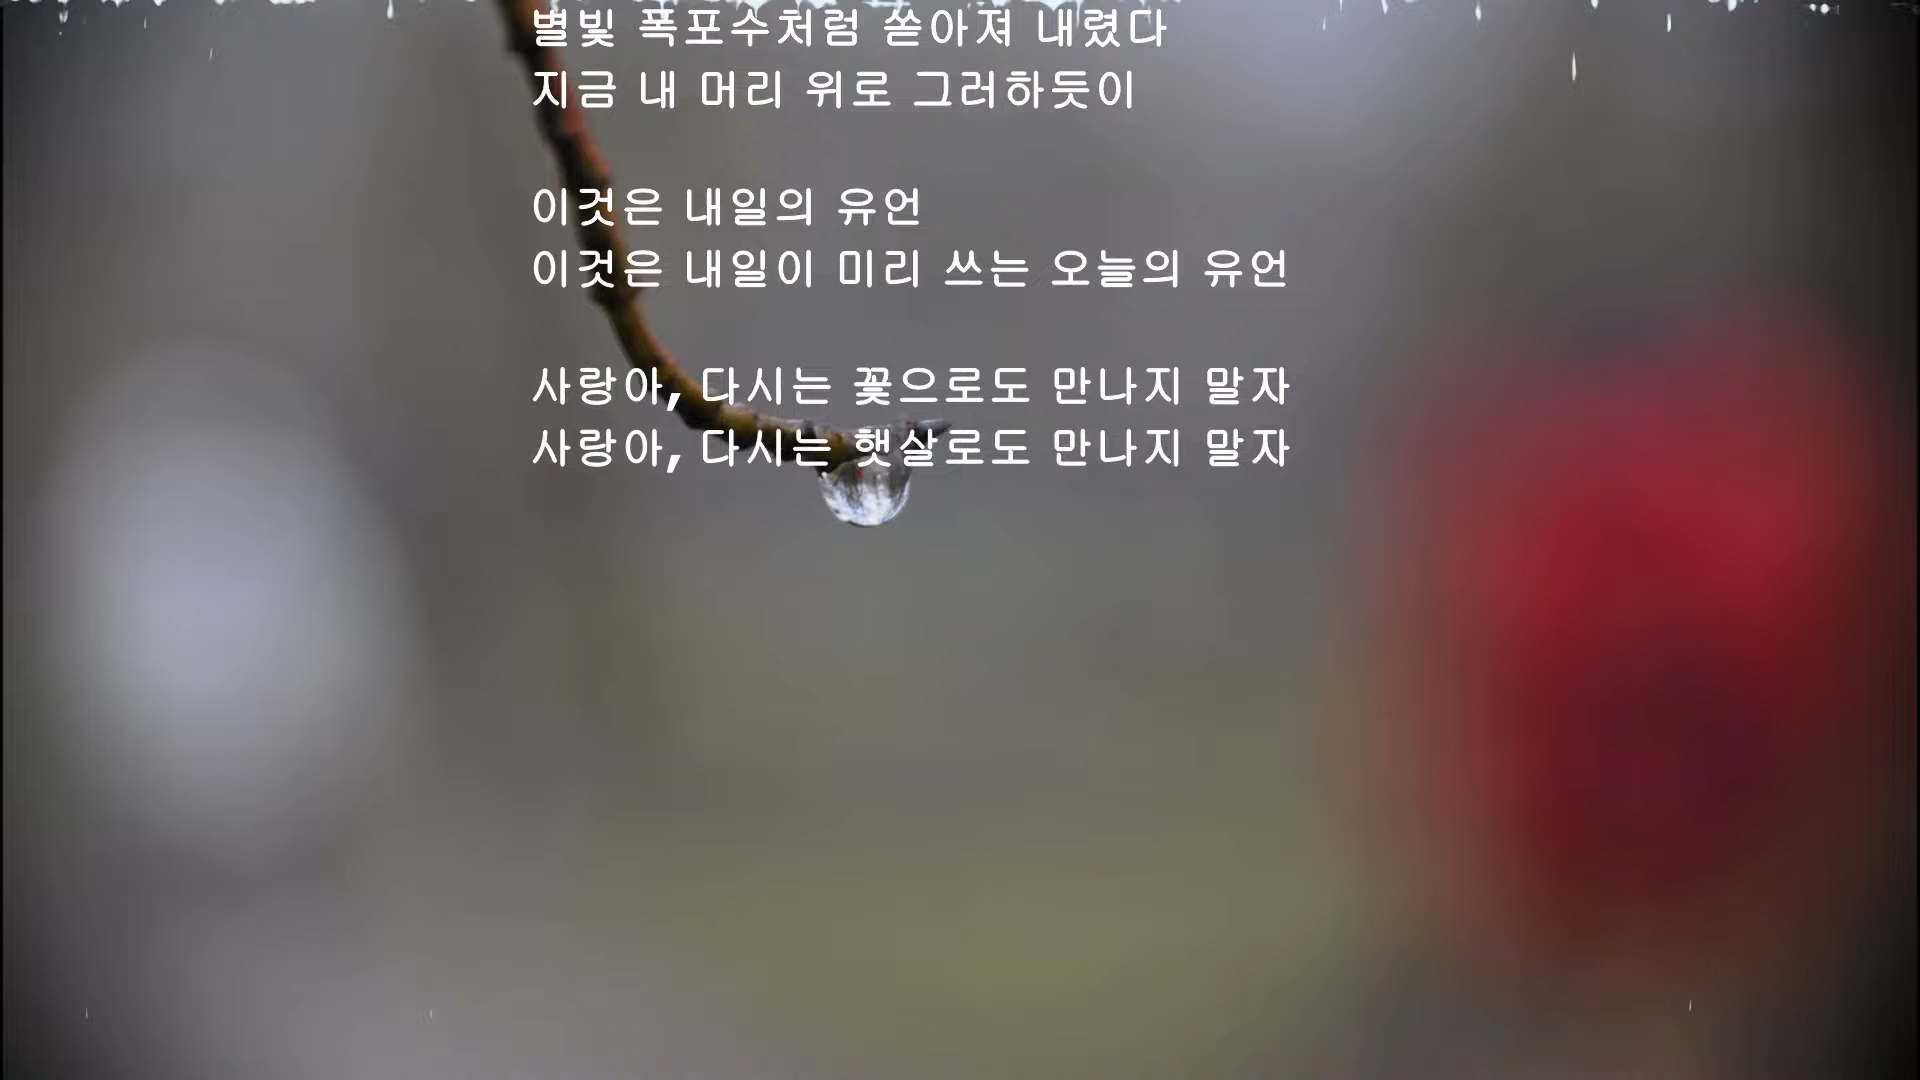 별빛 폭포수처럼 쏟아져 내렸다
지금 내 머리 위로 그러하듯이
이것은 내일의 유언
이것은 내일이 미리 쓰는 오늘의 유언
사랑아, 다시는 꽃으로도 만나지 말자
사랑아, 다시는 햇살로도 만나지 말자